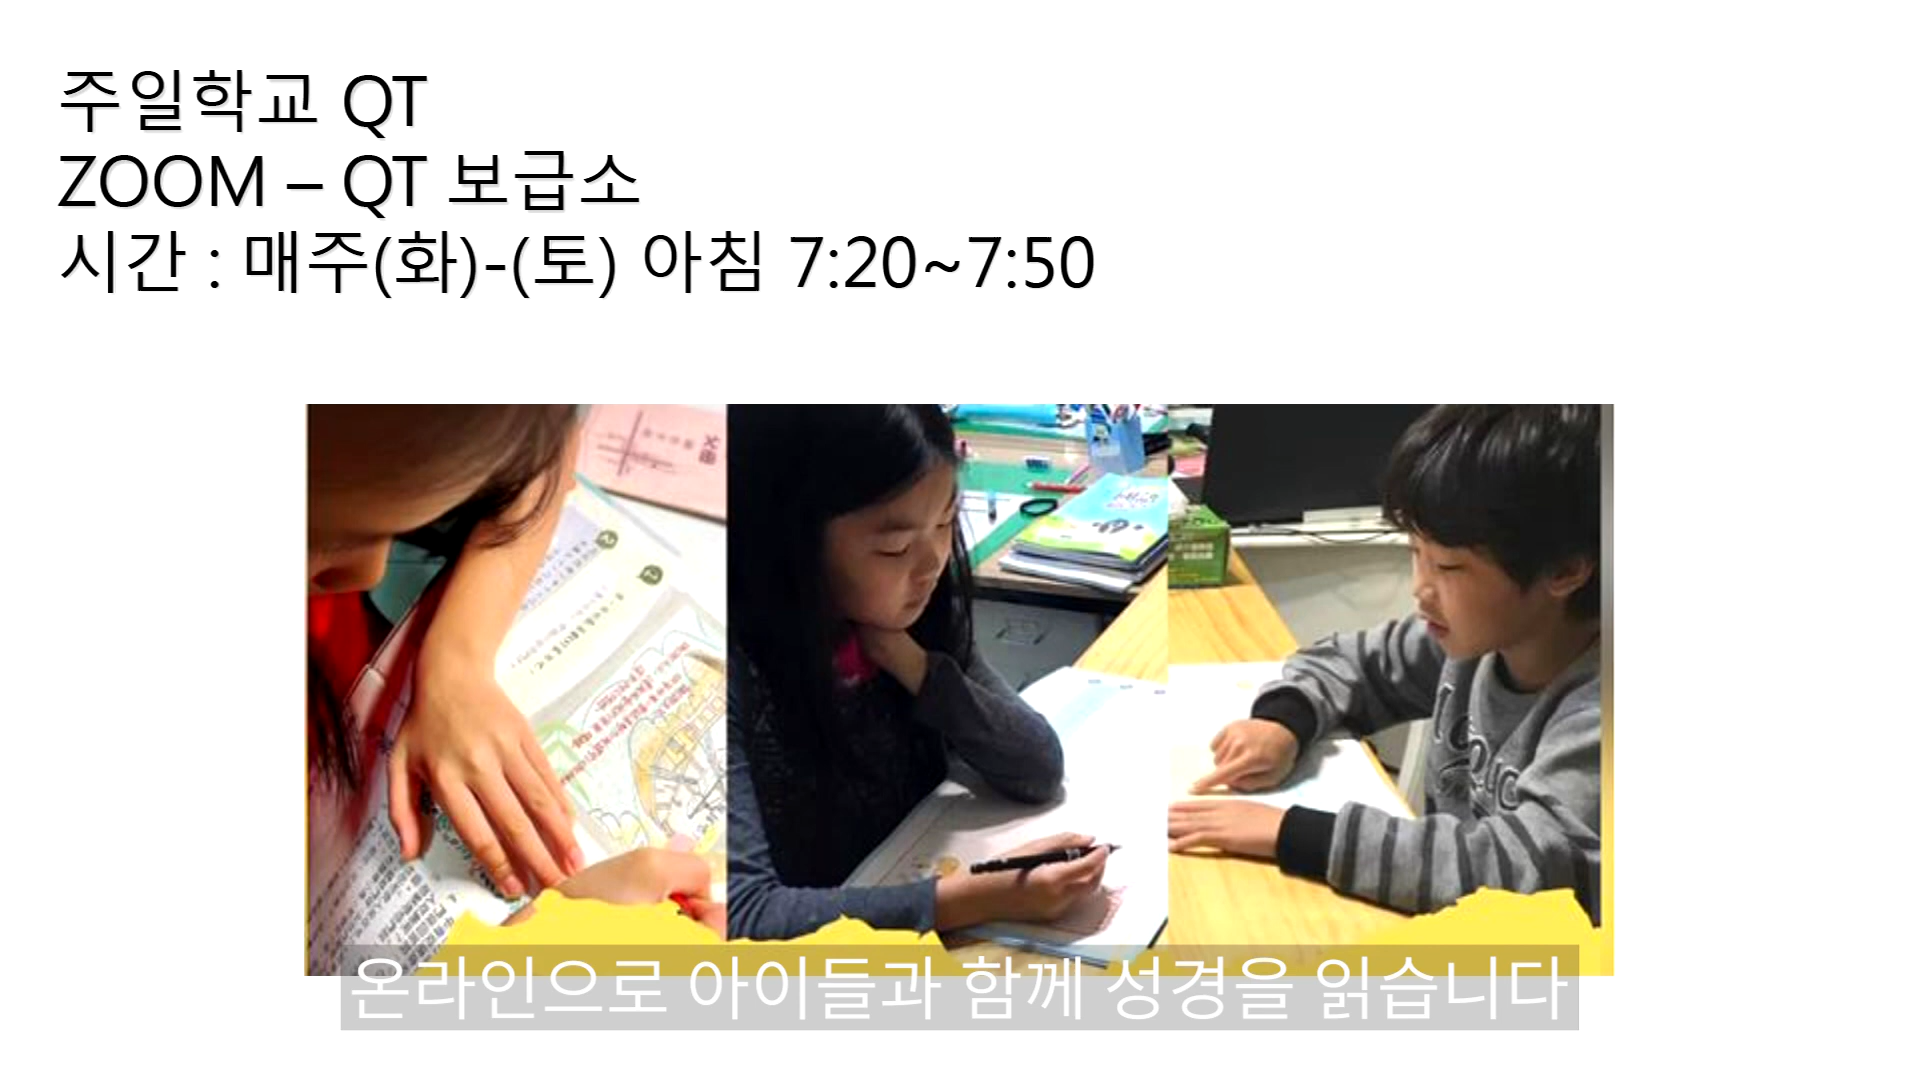 주일학교 QT
ZOOM – QT 보급소
시간 : 매주(화)-(토) 아침 7:20~7:50
온라인으로 아이들과 함께 성경을 읽습니다